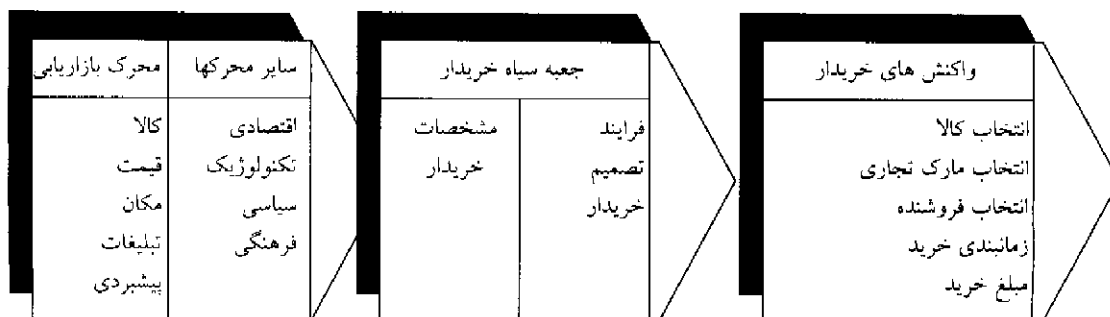 محرک بازاریابی
سایر محرکها
کالا
قیمت
مکان
تبلیغات
پیشبردی
اقتصادی
تکنولوژیک
سیاسی
فرهنگی
جعبه سیاه خریدار
مشخصات
خریدار
فرایند
تصمیم
خریدار
واکنش های خریدار
انتخاب کالا
انتخاب مارک تجاری
انتخاب فروشنده
زمانبندی خرید
مبلغ خرید